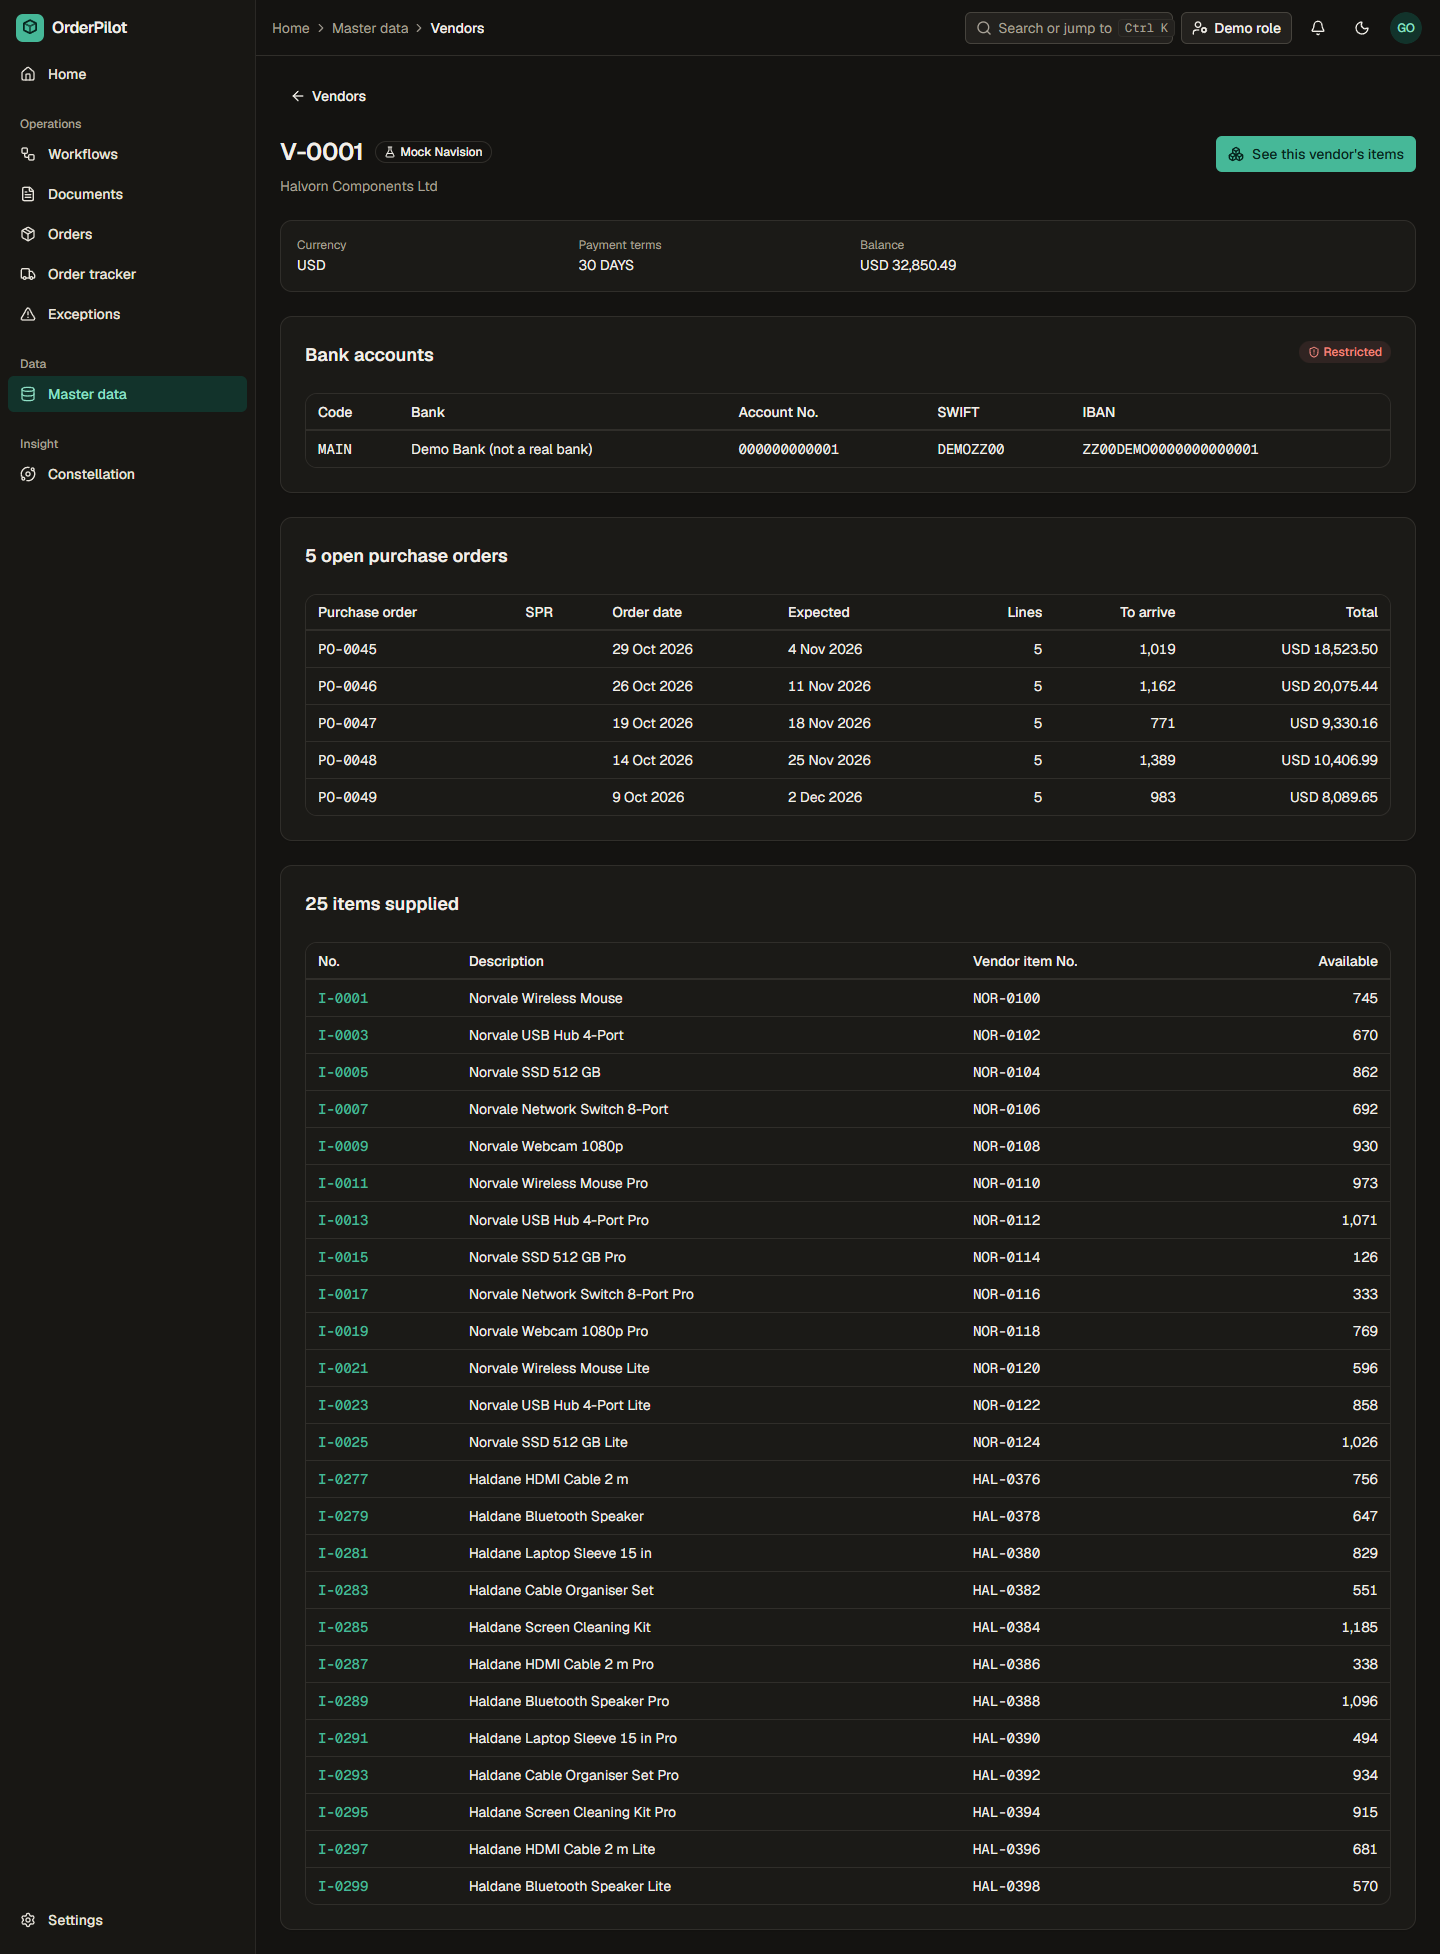 OrderPilot
Home
Operations
Workflows
Documents
Orders
Order tracker
Exceptions
Data
Master data
Insight
Constellation
Settings
Home > Master data > Vendors
Search or jump to Ctrl K
Demo role
GO
Vendors
V-0001 Mock Navision
See this vendor's items
Halvorn Components Ltd
Currency Payment terms Balance
USD 30 DAYS USD 32,850.49
Bank accounts
Restricted
Code Bank Account No. SWIFT IBAN
MAIN Demo Bank (not a real bank) 000000000001 DEMOZZ00 ZZ00DEMO0000000000001
5 open purchase orders
Purchase order SPR Order date Expected Lines To arrive Total
PO-0045 29 Oct 2026 4 Nov 2026 5 1,019 USD 18,523.50
PO-0046 26 Oct 2026 11 Nov 2026 5 1,162 USD 20,075.44
PO-0047 19 Oct 2026 18 Nov 2026 5 771 USD 9,330.16
PO-0048 14 Oct 2026 25 Nov 2026 5 1,389 USD 10,406.99
PO-0049 9 Oct 2026 2 Dec 2026 5 983 USD 8,089.65
25 items supplied
No. Description Vendor item No. Available
I-0001 Norvale Wireless Mouse NOR-0100 745
I-0003 Norvale USB Hub 4-Port NOR-0102 670
I-0005 Norvale SSD 512 GB NOR-0104 862
I-0007 Norvale Network Switch 8-Port NOR-0106 692
I-0009 Norvale Webcam 1080p NOR-0108 930
I-0011 Norvale Wireless Mouse Pro NOR-0110 973
I-0013 Norvale USB Hub 4-Port Pro NOR-0112 1,071
I-0015 Norvale SSD 512 GB Pro NOR-0114 126
I-0017 Norvale Network Switch 8-Port Pro NOR-0116 333
I-0019 Norvale Webcam 1080p Pro NOR-0118 769
I-0021 Norvale Wireless Mouse Lite NOR-0120 596
I-0023 Norvale USB Hub 4-Port Lite NOR-0122 858
I-0025 Norvale SSD 512 GB Lite NOR-0124 1,026
I-0277 Haldane HDMI Cable 2 m HAL-0376 756
I-0279 Haldane Bluetooth Speaker HAL-0378 647
I-0281 Haldane Laptop Sleeve 15 in HAL-0380 829
I-0283 Haldane Cable Organiser Set HAL-0382 551
I-0285 Haldane Screen Cleaning Kit HAL-0384 1,185
I-0287 Haldane HDMI Cable 2 m Pro HAL-0386 338
I-0289 Haldane Bluetooth Speaker Pro HAL-0388 1,096
I-0291 Haldane Laptop Sleeve 15 in Pro HAL-0390 494
I-0293 Haldane Cable Organiser Set Pro HAL-0392 934
I-0295 Haldane Screen Cleaning Kit Pro HAL-0394 915
I-0297 Haldane HDMI Cable 2 m Lite HAL-0396 681
I-0299 Haldane Bluetooth Speaker Lite HAL-0398 570